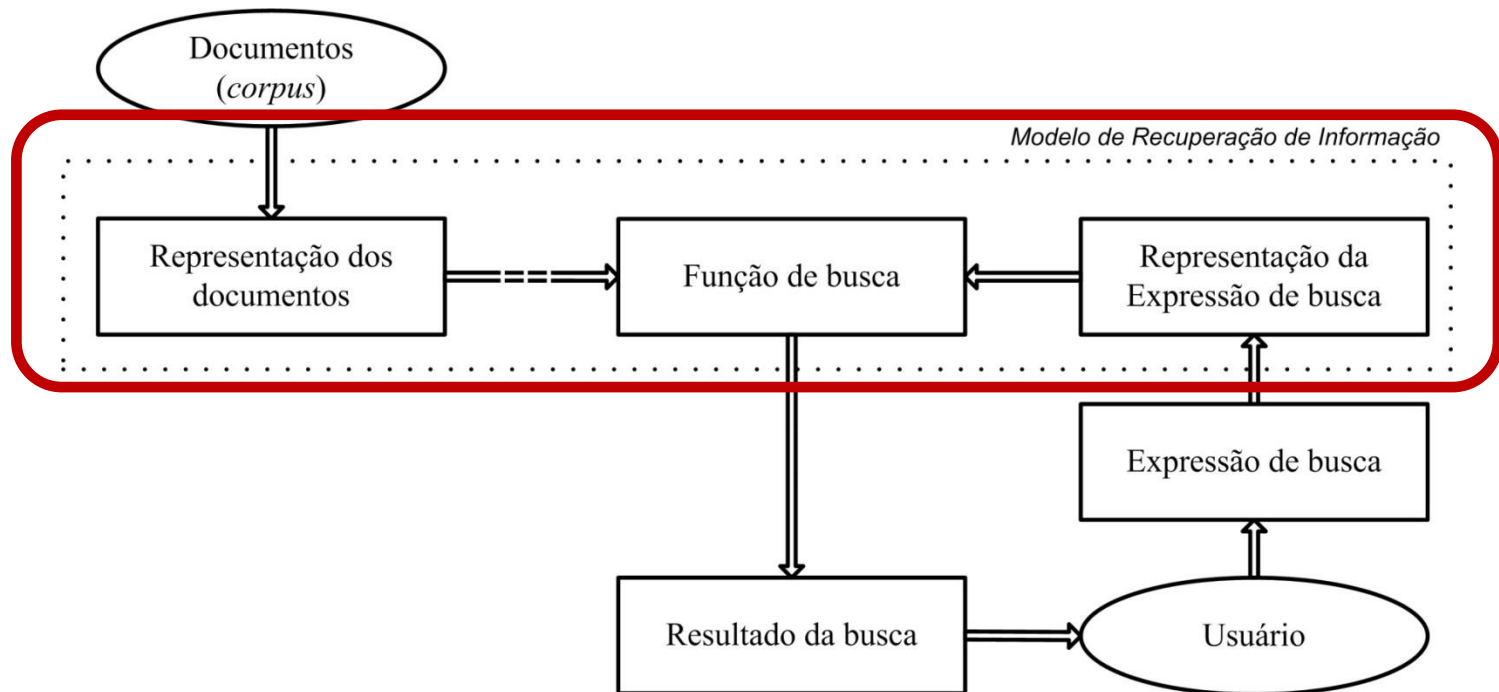 Documentos
(corpus)
Modelo de Recuperação de Informação
Representação dos
documentos
Função de busca
Representação da
Expressão de busca
Expressão de busca
Resultado da busca
Usuário